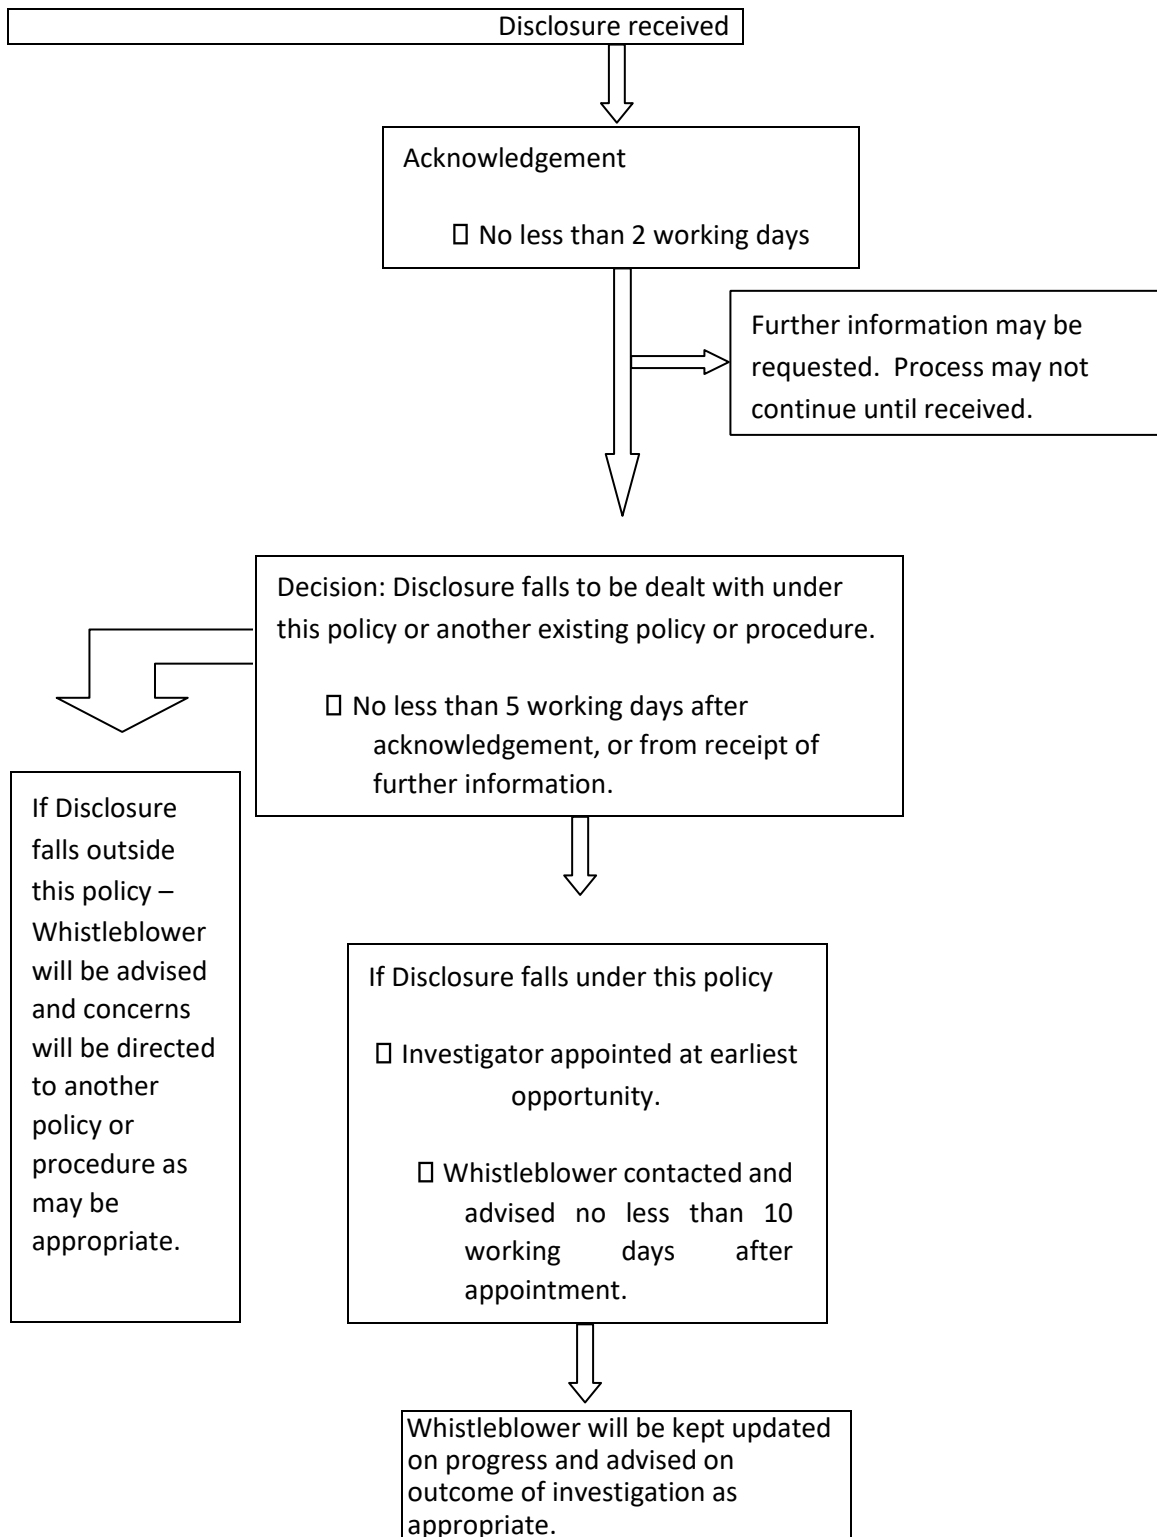 Disclosure received
Acknowledgement
No less than 2 working days
Further information may be
requested.  Process may not
continue until received.
Decision: Disclosure falls to be dealt with under
this policy or another existing policy or procedure.
No less than 5 working days after
acknowledgement, or from receipt of
further information.
If Disclosure
falls outside
this policy –
Whistleblower
will be advised
and concerns
will be directed
to another
policy or
procedure as
may be
appropriate.
If Disclosure falls under this policy
Investigator appointed at earliest
opportunity.
Whistleblower contacted and
advised no less than 10
working days after
appointment.
Whistleblower will be kept updated
on progress and advised on
outcome of investigation as
appropriate.